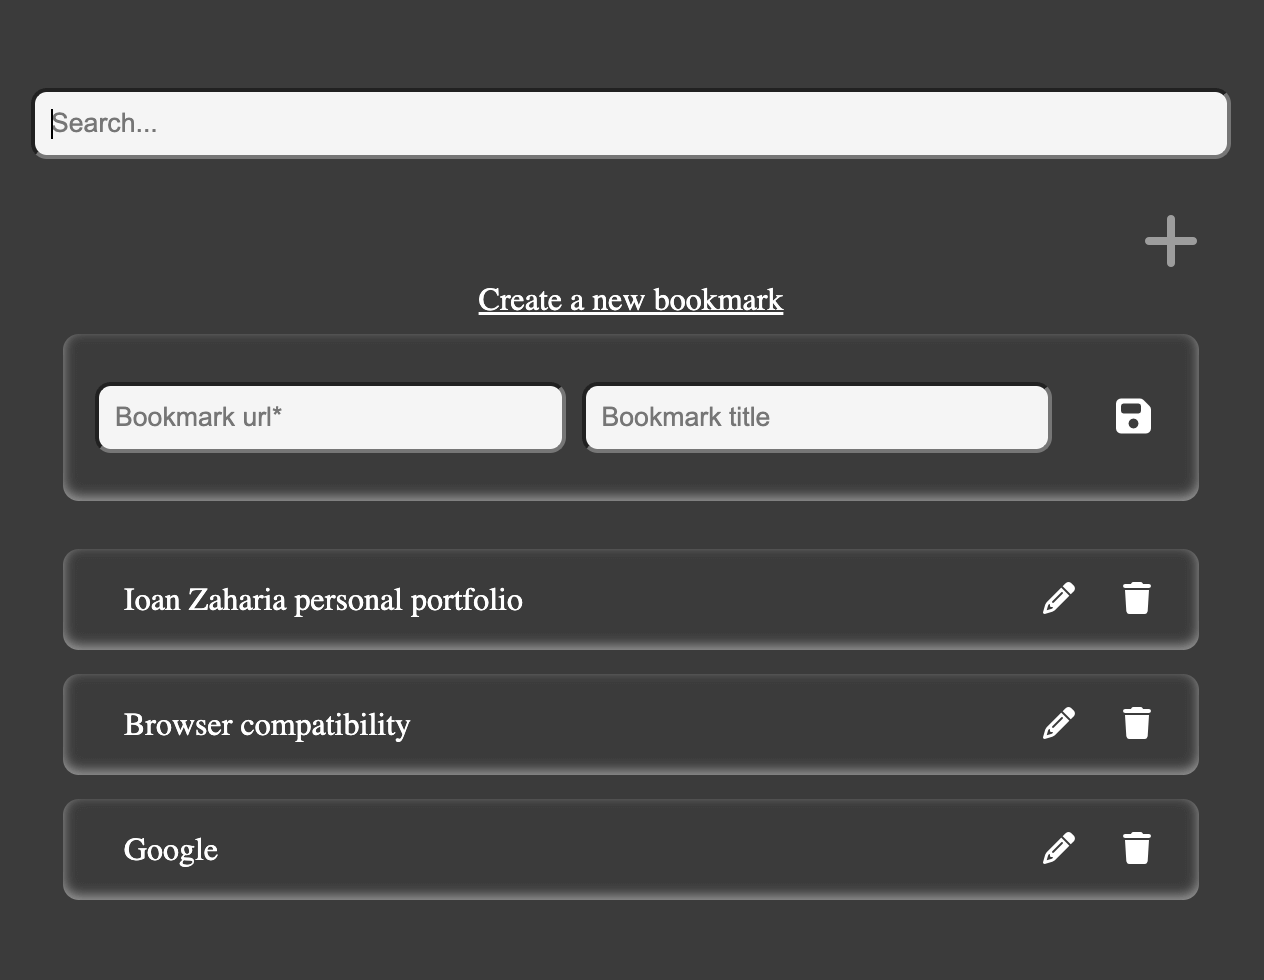 Search...
Create a new bookmark
Bookmark url* Bookmark title
Ioan Zaharia personal portfolio
Browser compatibility
Google